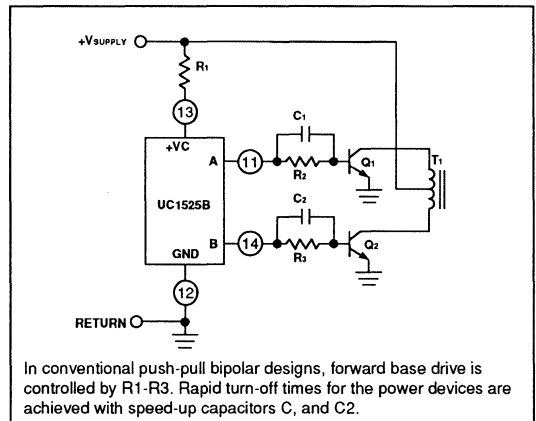 +VSUPPLY
R1
13
+VC
C1
A
11
R2
Q1
T1
UC1525B
C2
B
14
R3
Q2
GND
12
RETURN
In conventional push-pull bipolar designs, forward base drive is
controlled by R1-R3. Rapid turn-off times for the power devices are
achieved with speed-up capacitors C, and C2.